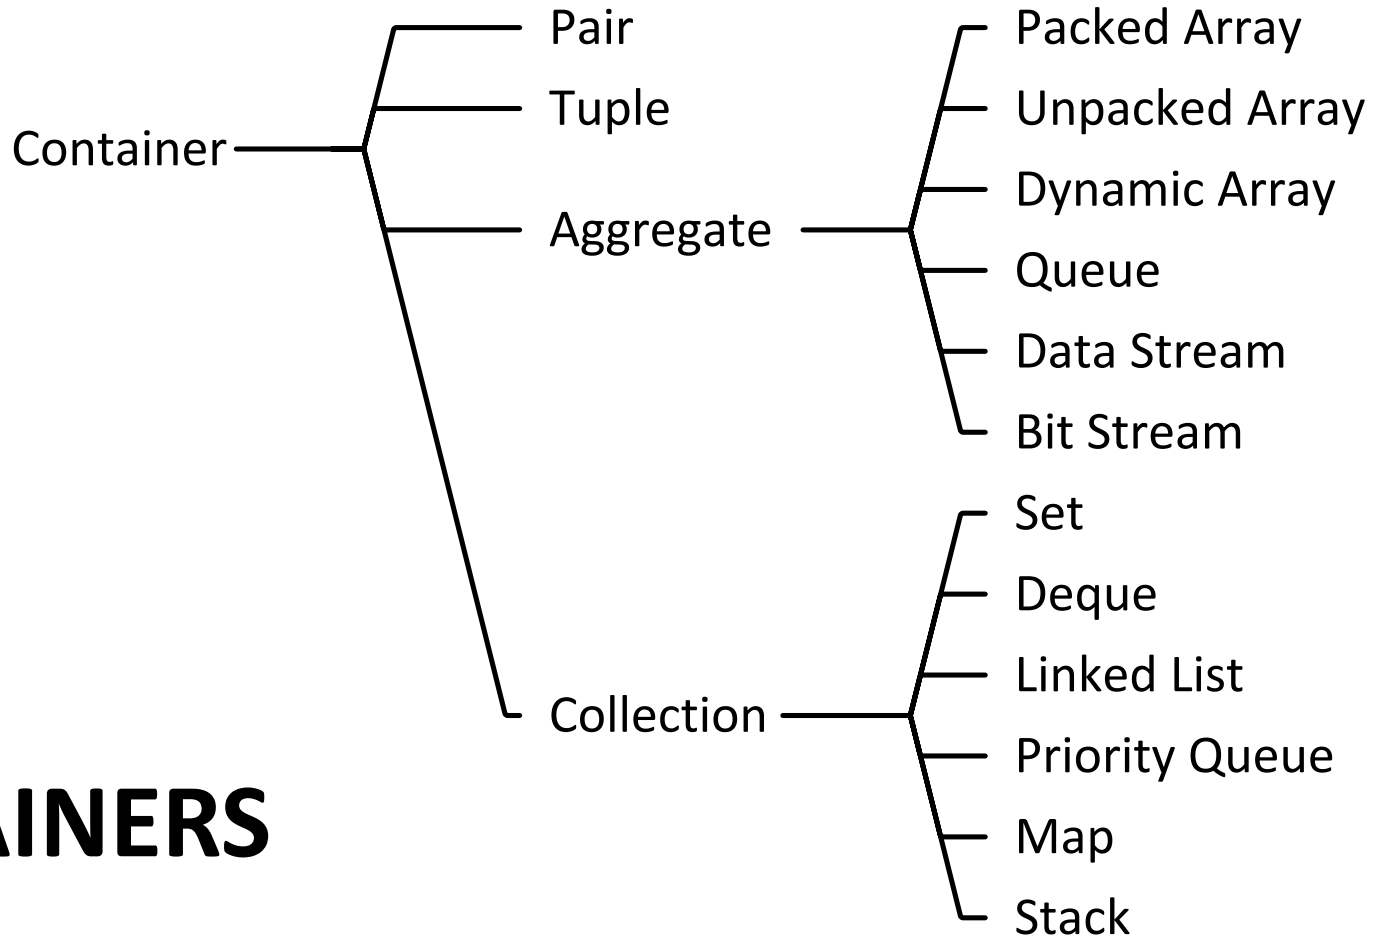 Container
Pair
Tuple
Aggregate
Packed Array
Unpacked Array
Dynamic Array
Queue
Data Stream
Bit Stream
Collection
Set
Deque
Linked List
Priority Queue
Map
Stack
AINERS